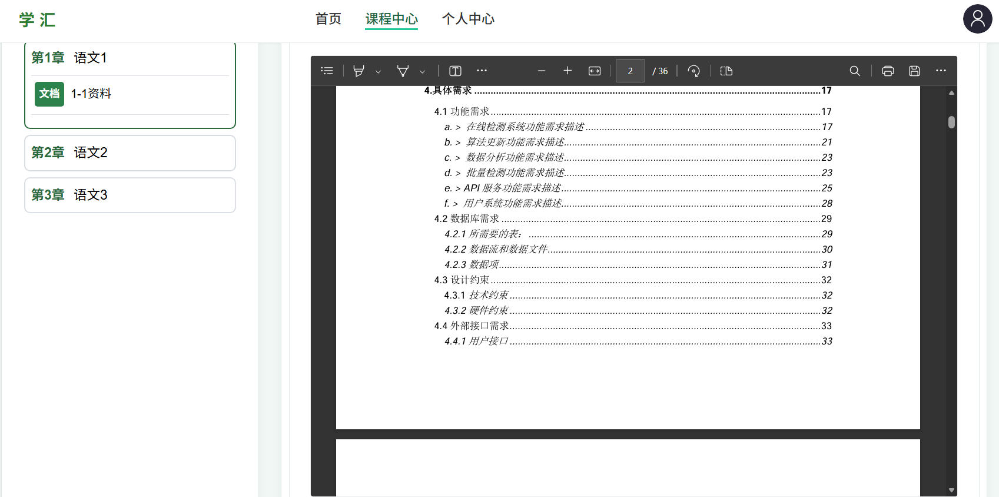 学 汇
首页 课程中心 个人中心
第1章 语文1
文档 1-1资料
第2章 语文2
第3章 语文3
2 / 36
4.具体需求 17
4.1 功能需求 17
a. > 在线检测系统功能需求描述 17
b. > 算法更新功能需求描述 21
c. > 数据分析功能需求描述 23
d. > 批量检测功能需求描述 23
e. > API 服务功能需求描述 25
f. > 用户系统功能需求描述 28
4.2 数据库需求 29
4.2.1 所需要的表： 29
4.2.2 数据流和数据文件 30
4.2.3 数据项 31
4.3 设计约束 32
4.3.1 技术约束 32
4.3.2 硬件约束 32
4.4 外部接口需求 33
4.4.1 用户接口 33